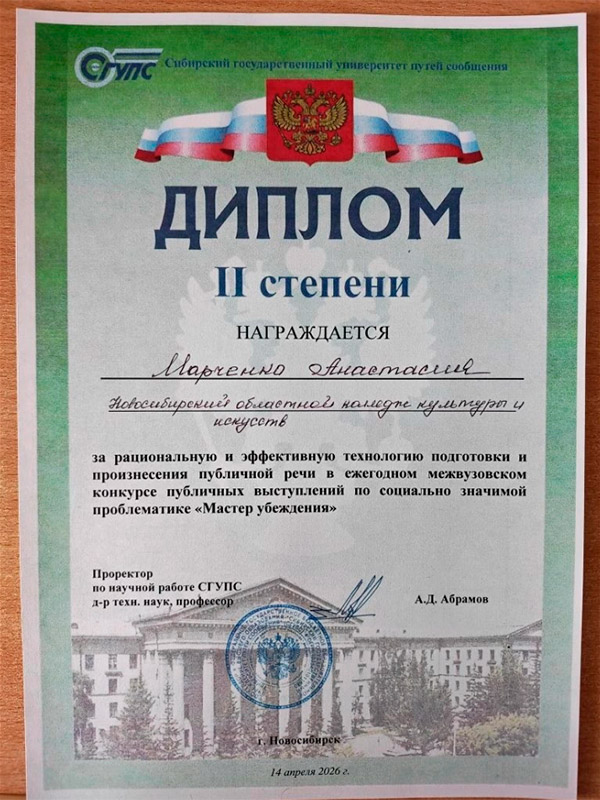 СГУПС
Сибирский государственный университет путей сообщения
ДИПЛОМ
II степени
НАГРАЖДАЕТСЯ
Марченко Анастасия
Новосибирский областной колледж культуры и
искусств
за рациональную и эффективную технологию подготовки и
произнесения публичной речи в ежегодном межвузовском
конкурсе публичных выступлений по социально значимой
проблематике «Мастер убеждения»
Проректор
по научной работе СГУПС
д-р техн. наук, профессор
А.Д. Абрамов
г. Новосибирск
14 апреля 2026 г.